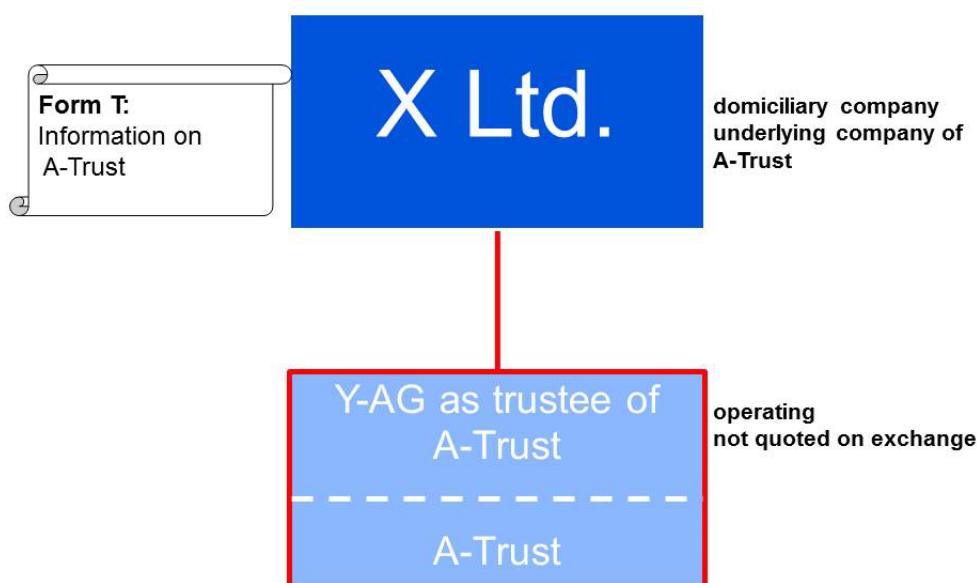 X Ltd.
Form T:
Information on
A-Trust
domiciliary company
underlying company of
A-Trust
Y-AG as trustee of
A-Trust
operating
not quoted on exchange
A-Trust